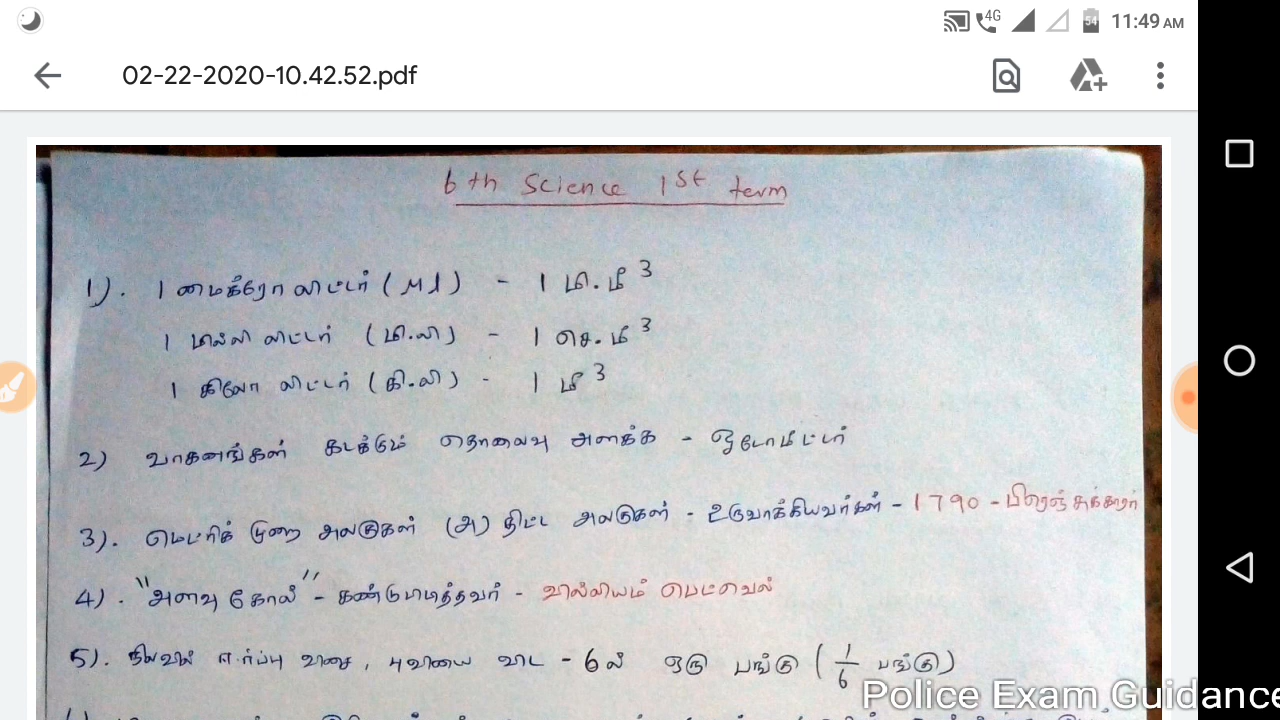 4G 54 11:49 AM
02-22-2020-10.42.52.pdf
6th Science 1st term
1). 1 மைக்ரோ லிட்டர் (μl) - 1 மி.மீ 3
1 மில்லி லிட்டர் (மி.லி) - 1 செ.மீ 3
1 கிலோ லிட்டர் (கி.லி) - 1 மீ 3
2) வாகனங்கள் கடக்கும் தொலைவு அளக்க - ஓடோமீட்டர்
3). மெட்ரிக் முறை அலகுகள் (அ) திட்ட அலகுகள் - உருவாக்கியவர்கள் - 1790 - பிரெஞ்சுக்காரர்
4). "அளவு கோல்" - கண்டுபிடித்தவர் - வில்லியம் பெட்வெல்
5). நிலவில் ஈர்ப்பு விசை, புவியை விட - 6ல் ஒரு பங்கு (1/6 பங்கு)
Police Exam Guidance